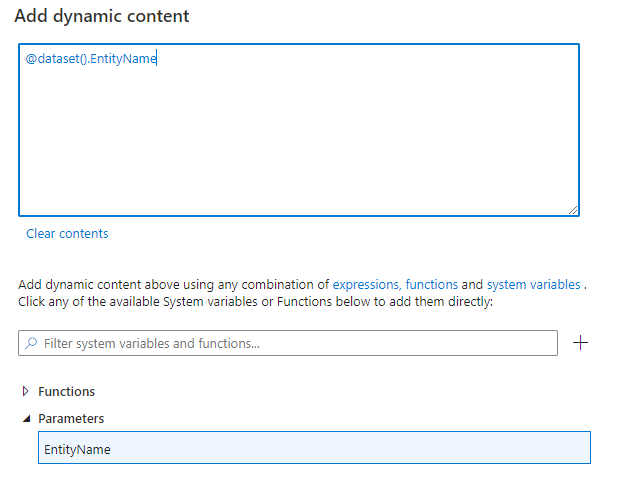 Add dynamic content
@dataset().EntityName
Clear contents
Add dynamic content above using any combination of expressions, functions and system variables .
Click any of the available System variables or Functions below to add them directly:
Filter system variables and functions...
Functions
Parameters
EntityName